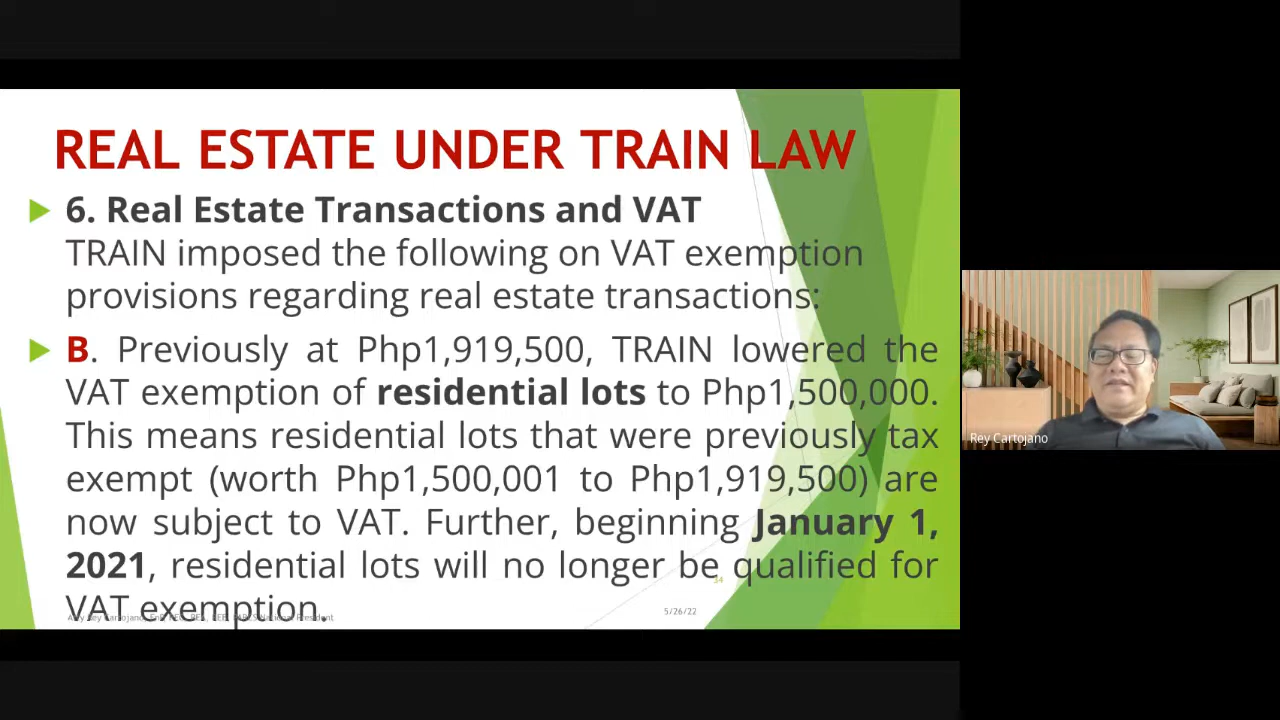 REAL ESTATE UNDER TRAIN LAW
6. Real Estate Transactions and VAT
TRAIN imposed the following on VAT exemption
provisions regarding real estate transactions:
B. Previously at Php1,919,500, TRAIN lowered the
VAT exemption of residential lots to Php1,500,000.
This means residential lots that were previously tax
exempt (worth Php1,500,001 to Php1,919,500) are
now subject to VAT. Further, beginning January 1,
2021, residential lots will no longer be qualified for
VAT exemption.
34
5/26/22
Rey Cartojano